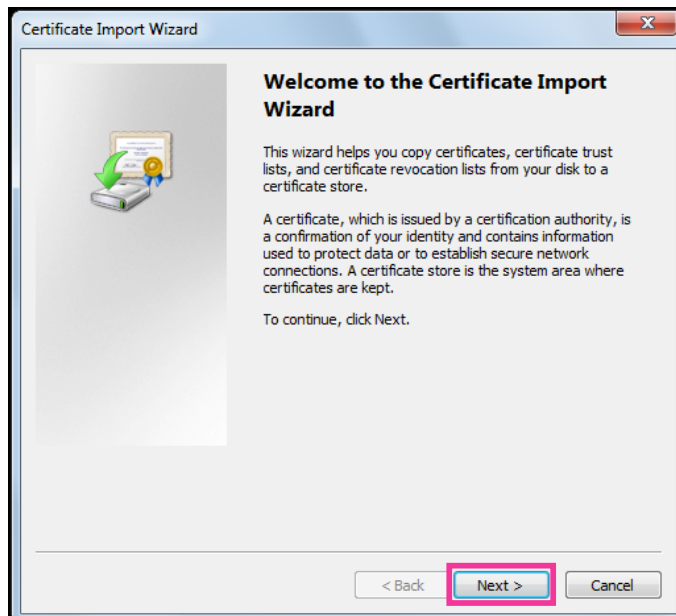 Certificate Import Wizard
Welcome to the Certificate Import
Wizard
This wizard helps you copy certificates, certificate trust
lists, and certificate revocation lists from your disk to a
certificate store.
A certificate, which is issued by a certification authority, is
a confirmation of your identity and contains information
used to protect data or to establish secure network
connections. A certificate store is the system area where
certificates are kept.
To continue, click Next.
< Back Next > Cancel